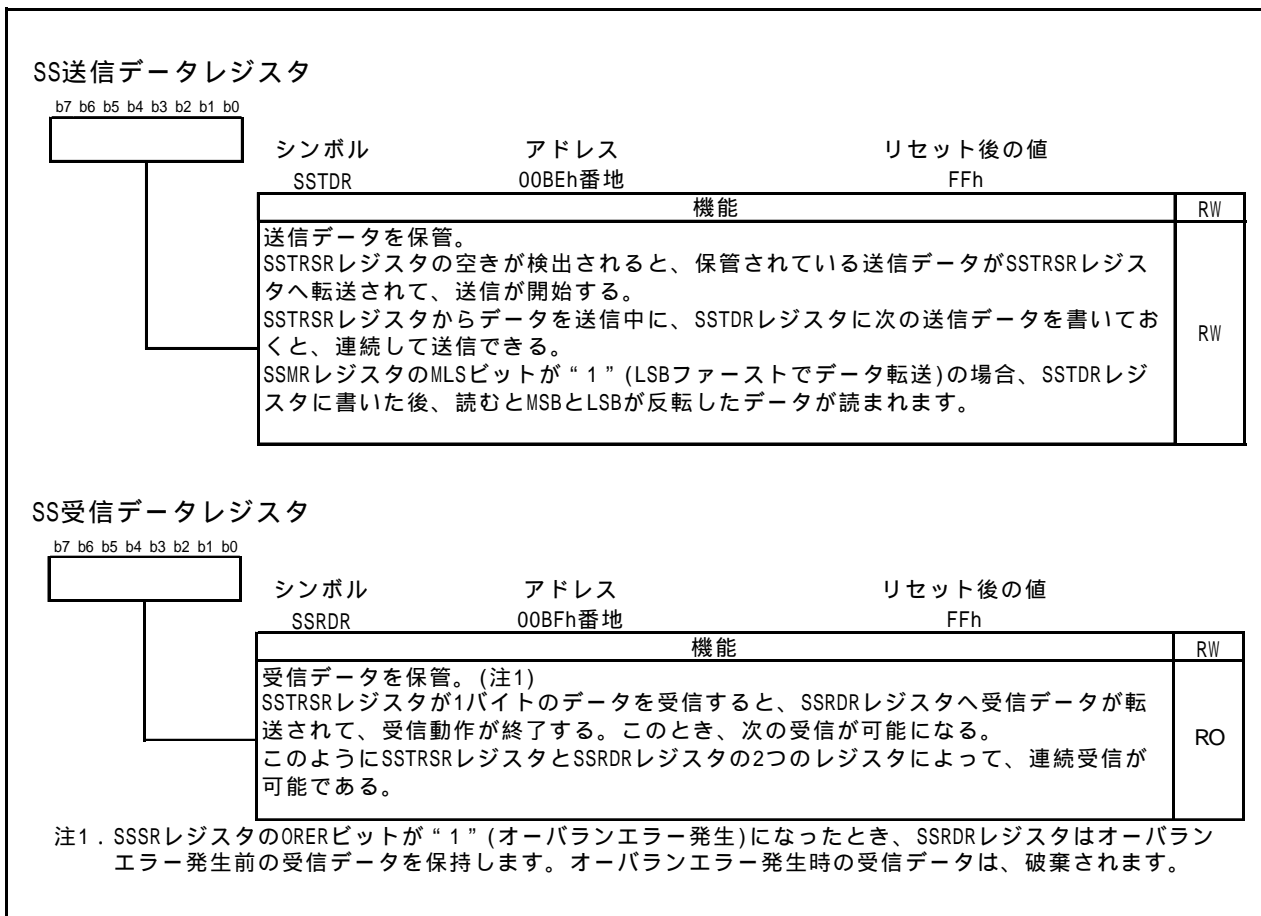 SS送信データレジスタ
b7 b6 b5 b4 b3 b2 b1 b0
シンボル アドレス リセット後の値
SSTDR 00BEh番地 FFh
機能 RW
送信データを保管。
SSTRSRレジスタの空きが検出されると、保管されている送信データがSSTRSRレジス
タへ転送されて、送信が開始する。
SSTRSRレジスタからデータを送信中に、SSTDRレジスタに次の送信データを書いてお
くと、連続して送信できる。
RW
SSMRレジスタのMLSビットが“1”(LSBファーストでデータ転送)の場合、SSTDRレジ
スタに書いた後、読むとMSBとLSBが反転したデータが読まれます。
SS受信データレジスタ
b7 b6 b5 b4 b3 b2 b1 b0
シンボル アドレス リセット後の値
SSRDR 00BFh番地 FFh
機能 RW
受信データを保管。(注1)
SSTRSRレジスタが1バイトのデータを受信すると、SSRDRレジスタへ受信データが転
送されて、受信動作が終了する。このとき、次の受信が可能になる。
RO
このようにSSTRSRレジスタとSSRDRレジスタの2つのレジスタによって、連続受信が
可能である。
注1．SSSRレジスタのORERビットが“1”(オーバランエラー発生)になったとき、SSRDRレジスタはオーバラン
エラー発生前の受信データを保持します。オーバランエラー発生時の受信データは、破棄されます。